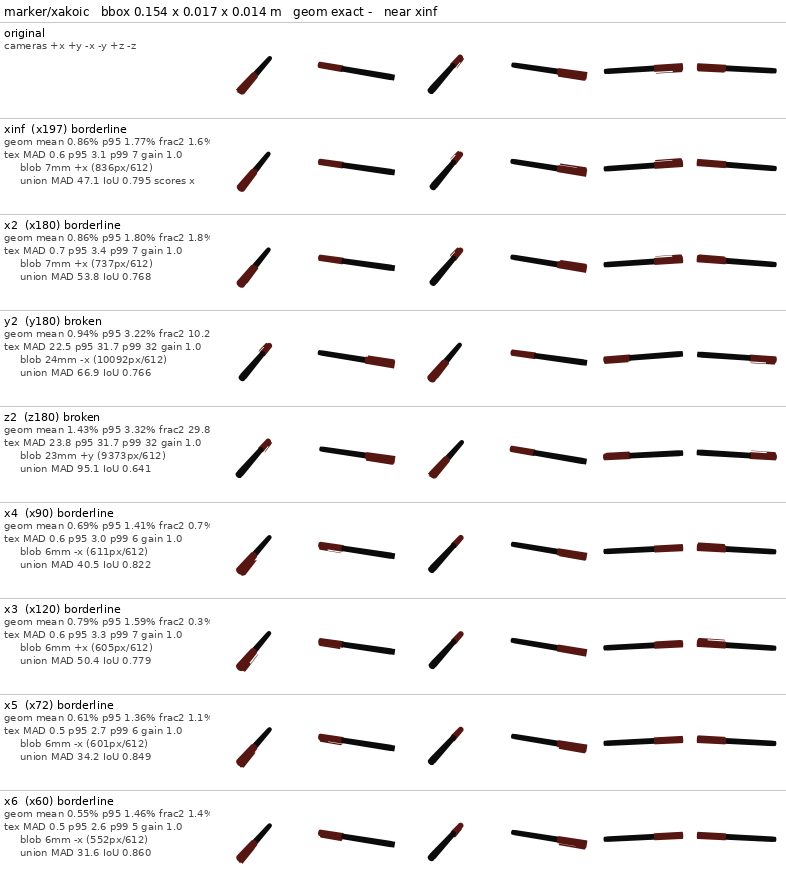 marker/xakoic   bbox 0.154 x 0.017 x 0.014 m   geom exact -   near xinf
original
cameras +x +y -x -y +z -z
xinf  (x197) borderline
geom mean 0.86% p95 1.77% frac2 1.6%
tex MAD 0.6 p95 3.1 p99 7 gain 1.0
blob 7mm +x (836px/612)
union MAD 47.1 IoU 0.795 scores x
x2  (x180) borderline
geom mean 0.86% p95 1.80% frac2 1.8%
tex MAD 0.7 p95 3.4 p99 7 gain 1.0
blob 7mm +x (737px/612)
union MAD 53.8 IoU 0.768
y2  (y180) broken
geom mean 0.94% p95 3.22% frac2 10.2
tex MAD 22.5 p95 31.7 p99 32 gain 1.0
blob 24mm -x (10092px/612)
union MAD 66.9 IoU 0.766
z2  (z180) broken
geom mean 1.43% p95 3.32% frac2 29.8
tex MAD 23.8 p95 31.7 p99 32 gain 1.0
blob 23mm +y (9373px/612)
union MAD 95.1 IoU 0.641
x4  (x90) borderline
geom mean 0.69% p95 1.41% frac2 0.7%
tex MAD 0.6 p95 3.0 p99 6 gain 1.0
blob 6mm -x (611px/612)
union MAD 40.5 IoU 0.822
x3  (x120) borderline
geom mean 0.79% p95 1.59% frac2 0.3%
tex MAD 0.6 p95 3.3 p99 7 gain 1.0
blob 6mm +x (605px/612)
union MAD 50.4 IoU 0.779
x5  (x72) borderline
geom mean 0.61% p95 1.36% frac2 1.1%
tex MAD 0.5 p95 2.7 p99 6 gain 1.0
blob 6mm -x (601px/612)
union MAD 34.2 IoU 0.849
x6  (x60) borderline
geom mean 0.55% p95 1.46% frac2 1.4%
tex MAD 0.5 p95 2.6 p99 5 gain 1.0
blob 6mm -x (552px/612)
union MAD 31.6 IoU 0.860